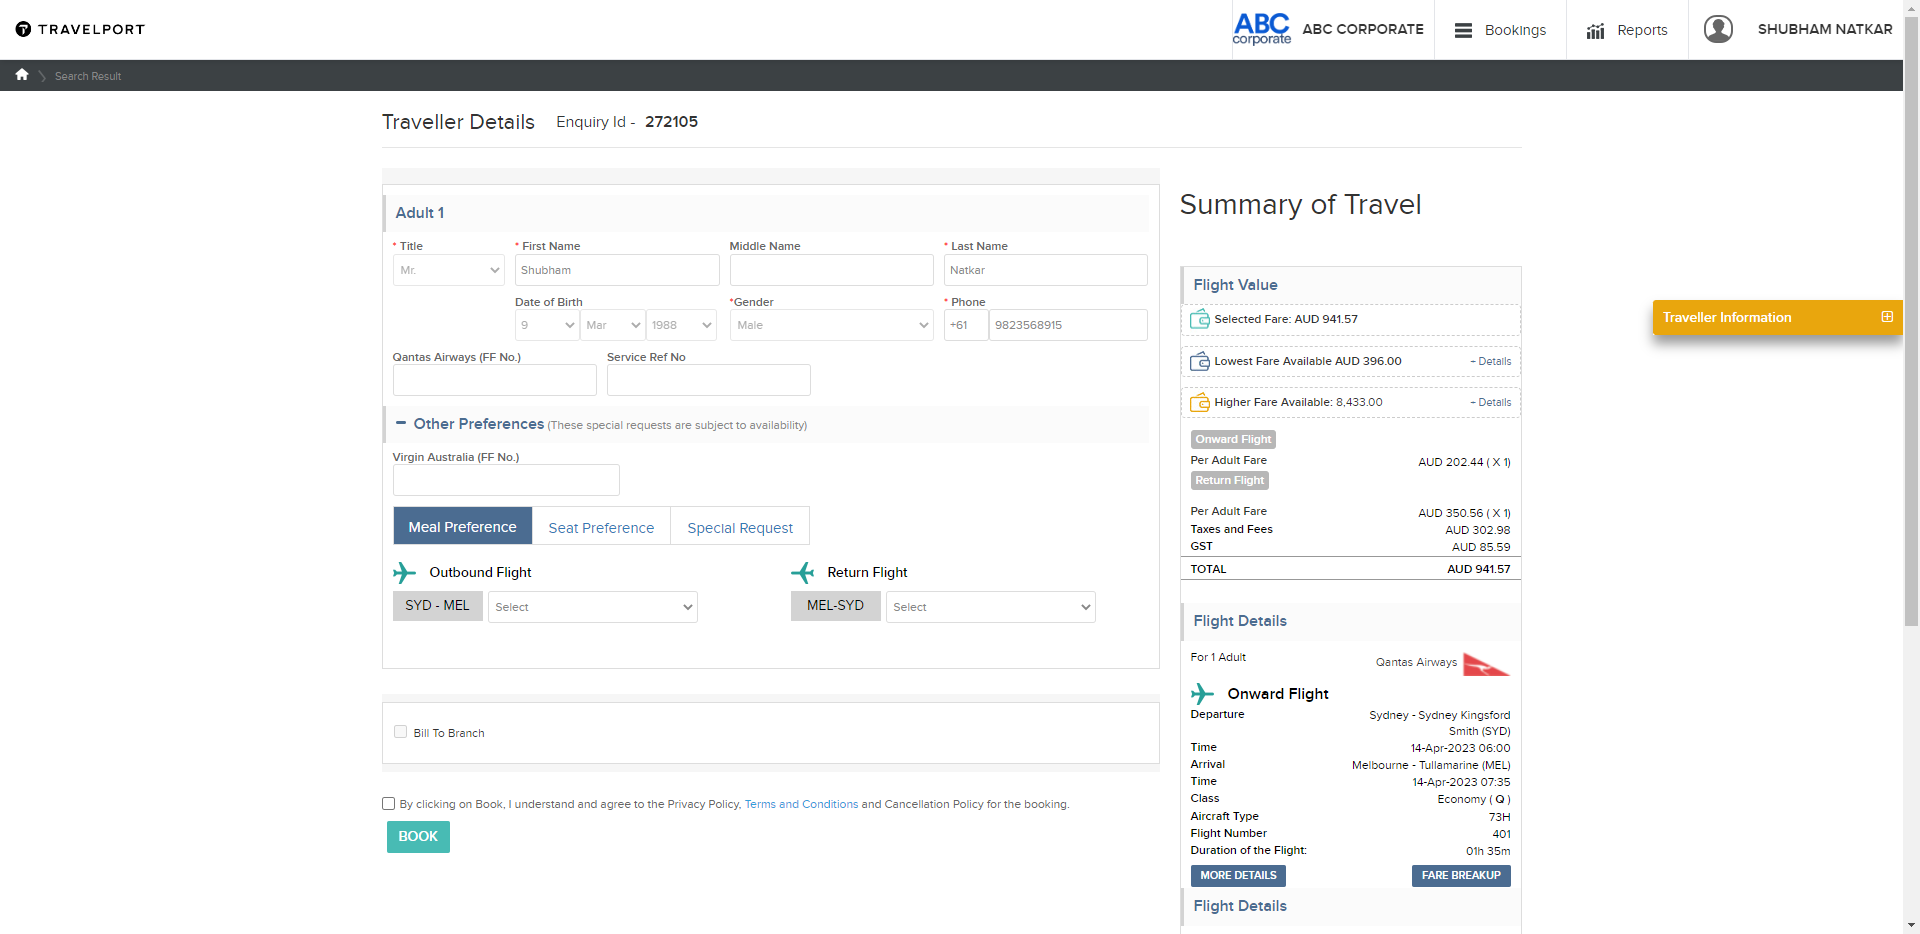 TRAVELPORT
ABC
corporate
ABC CORPORATE
Bookings
Reports
SHUBHAM NATKAR
Search Result
Traveller Details
Enquiry Id - 272105
Adult 1
* Title
* First Name
Middle Name
* Last Name
Mr.
Shubham
Natkar
Date of Birth
*Gender
* Phone
9
Mar
1988
Male
+61
9823568915
Qantas Airways (FF No.)
Service Ref No
Other Preferences (These special requests are subject to availability)
Virgin Australia (FF No.)
Meal Preference
Seat Preference
Special Request
Outbound Flight
Return Flight
SYD - MEL
Select
MEL-SYD
Select
Bill To Branch
By clicking on Book, I understand and agree to the Privacy Policy, Terms and Conditions and Cancellation Policy for the booking.
BOOK
Summary of Travel
Flight Value
Selected Fare: AUD 941.57
Lowest Fare Available AUD 396.00
+ Details
Higher Fare Available: 8,433.00
+ Details
Onward Flight
Per Adult Fare AUD 202.44 ( X 1)
Return Flight
Per Adult Fare AUD 350.56 ( X 1)
Taxes and Fees AUD 302.98
GST AUD 85.59
TOTAL AUD 941.57
Flight Details
For 1 Adult
Qantas Airways
Onward Flight
Departure Sydney - Sydney Kingsford
Smith (SYD)
Time 14-Apr-2023 06:00
Arrival Melbourne - Tullamarine (MEL)
Time 14-Apr-2023 07:35
Class Economy ( Q )
Aircraft Type 73H
Flight Number 401
Duration of the Flight: 01h 35m
MORE DETAILS
FARE BREAKUP
Flight Details
Traveller Information